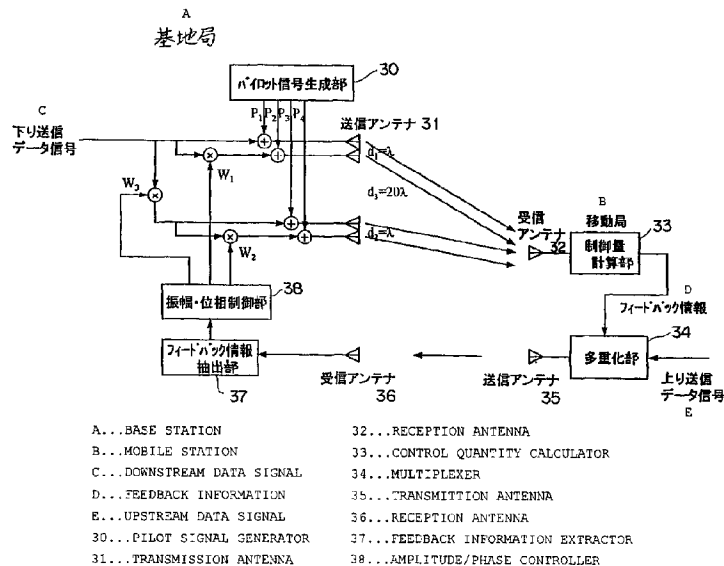 A
基地局
30
パイロット信号生成部
C
P₁ P₂ P₃ P₄
送信アンテナ 31
下り送信
データ信号
d₁=λ
W₁
W₃
d₃=20λ
B
受信
アンテナ
32
移動局
33
制御量
計算部
d₂=λ
W₂
38
振幅・位相制御部
D
フィードバック情報
34
フィードバック情報
抽出部
37
受信アンテナ
36
送信アンテナ
35
多重化部
上り送信
データ信号
E
A...BASE STATION
B...MOBILE STATION
C...DOWNSTREAM DATA SIGNAL
D...FEEDBACK INFORMATION
E...UPSTREAM DATA SIGNAL
30...PILOT SIGNAL GENERATOR
31...TRANSMISSION ANTENNA
32...RECEPTION ANTENNA
33...CONTROL QUANTITY CALCULATOR
34...MULTIPLEXER
35...TRANSMITTION ANTENNA
36...RECEPTION ANTENNA
37...FEEDBACK INFORMATION EXTRACTOR
38...AMPLITUDE/PHASE CONTROLLER